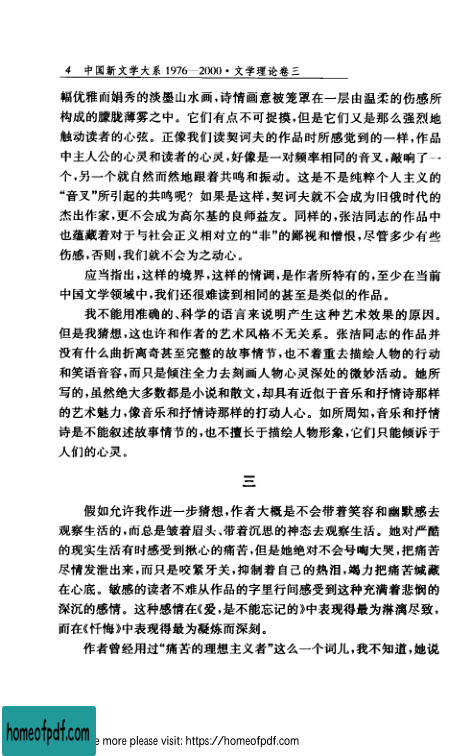 4 中国新文学大系1976—2000·文学理论卷三
幅优雅而娟秀的淡墨山水画,诗情画意被笼罩在一层由温柔的伤感所
构成的朦胧薄雾之中。它们有点不可捉摸,但是它们又是那么强烈地
触动读者的心弦。正像我们读契诃夫的作品时所感觉到的一样,作品
中主人公的心灵和读者的心灵,好像是一对频率相同的音叉,敲响了一
个,另一个就自然而然地跟着共鸣和振动。这是不是纯粹个人主义的
“音叉”所引起的共鸣呢?如果是这样,契诃夫就不会成为旧俄时代的
杰出作家,更不会成为高尔基的良师益友。同样的,张洁同志的作品中
也蕴藏着对于与社会正义相对立的“非”的鄙视和憎恨,尽管多少有些
伤感,否则,我们就不会为之动心。
应当指出,这样的境界,这样的情调,是作者所特有的,至少在当前
中国文学领域中,我们还很难读到相同的甚至是类似的作品。
我不能用准确的、科学的语言来说明产生这种艺术效果的原因。
但是我猜想,这也许和作者的艺术风格不无关系。张洁同志的作品并
没有什么曲折离奇甚至完整的故事情节,也不着重去描绘人物的行动
和笑语音容,而只是倾注全力去刻画人物心灵深处的微妙活动。她所
写的,虽然绝大多数都是小说和散文,却具有近似于音乐和抒情诗那样
的艺术魅力,像音乐和抒情诗那样的打动人心。如所周知,音乐和抒情
诗是不能叙述故事情节的,也不擅长于描绘人物形象,它们只能倾诉于
人们的心灵。
三
假如允许我作进一步猜想,作者大概是不会带着笑容和幽默感去
观察生活的,而总是皱着眉头、带着沉思的神态去观察生活。她对严酷
的现实生活有时感受到揪心的痛苦,但是她绝对不会号啕大哭,把痛苦
尽情发泄出来,而只是咬紧牙关,抑制着自己的热泪,竭力把痛苦缄藏
在心底。敏感的读者不难从作品的字里行间感受到这种充满着悲悯的
深沉的感情。这种感情在《爱,是不能忘记的》中表现得最为淋漓尽致,
而在《忏悔》中表现得最为凝炼而深刻。
作者曾经用过“痛苦的理想主义者”这么一个词儿,我不知道,她说
homeofpdf.com
e more please visit: https://homeofpdf.com